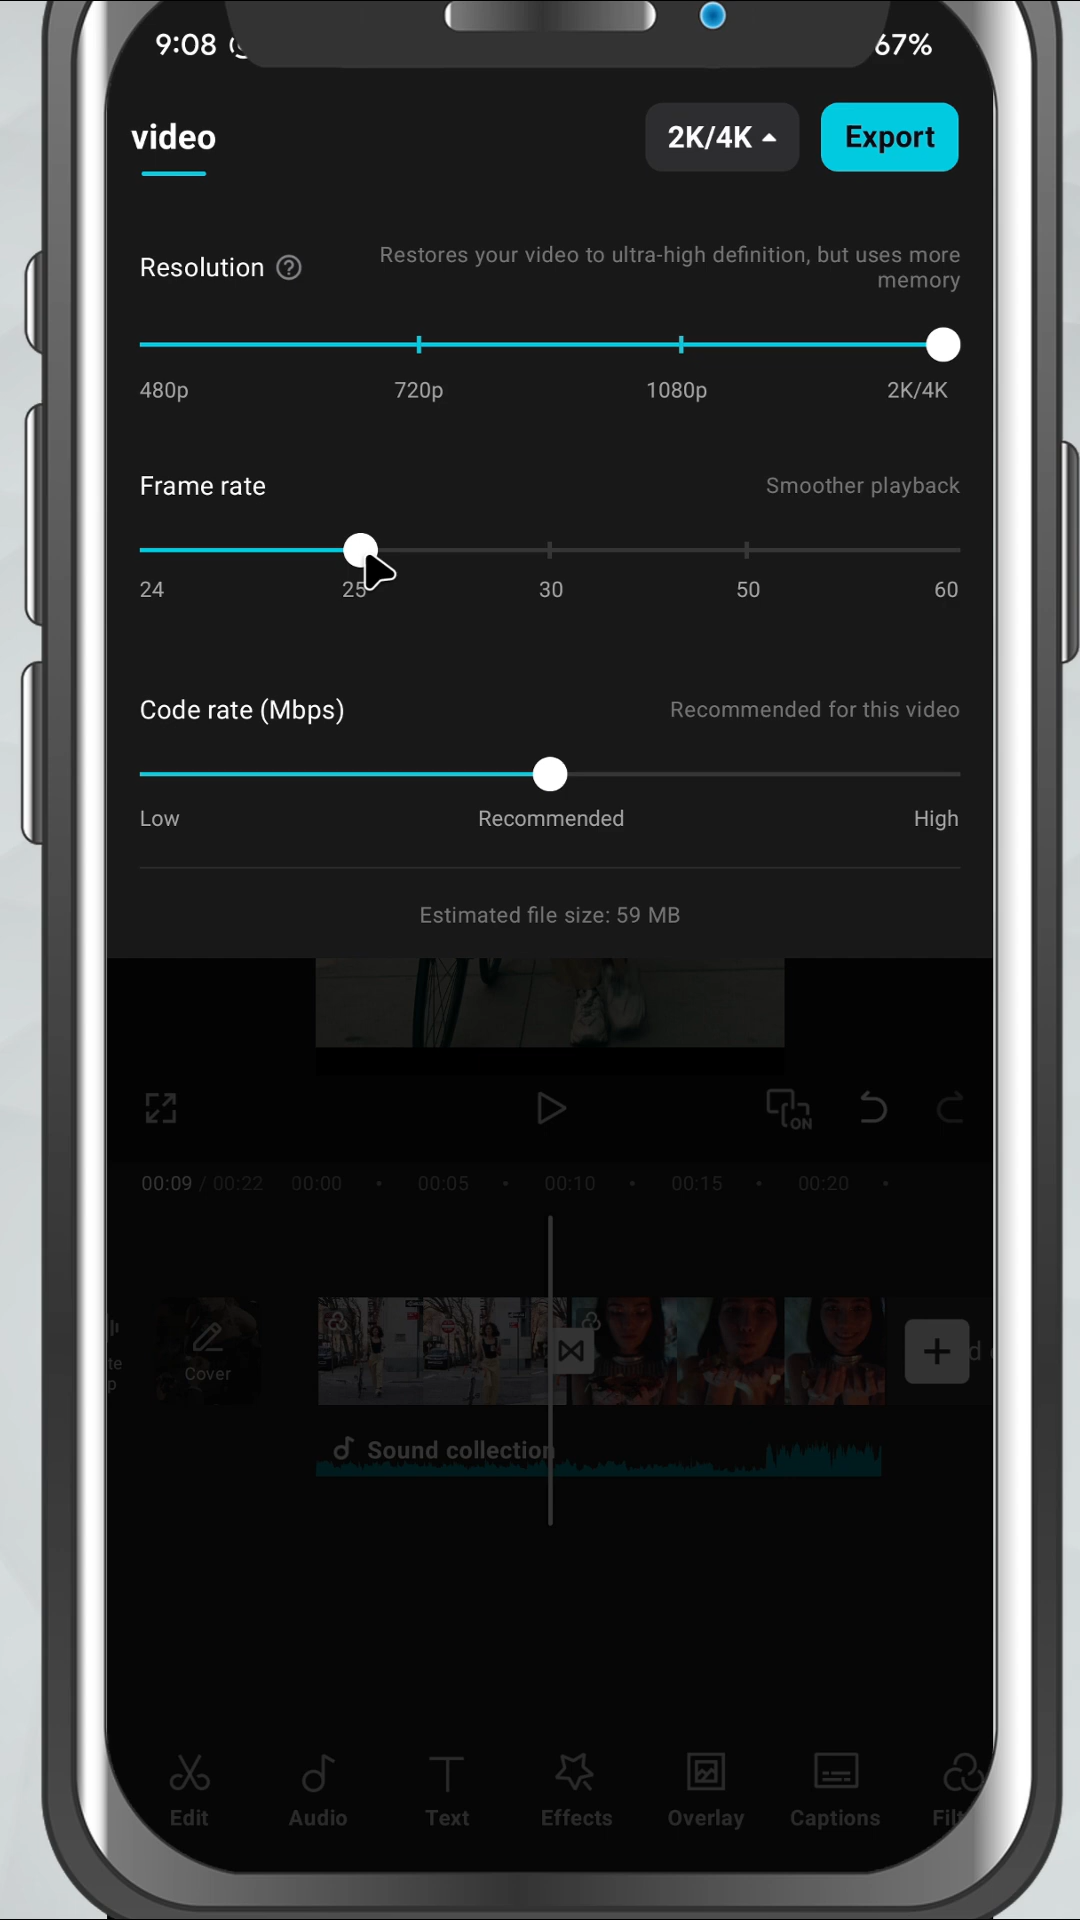 9:08
67%
video
2K/4K
Export
Resolution
Restores your video to ultra-high definition, but uses more
memory
480p
720p
1080p
2K/4K
Frame rate
Smoother playback
24
25
30
50
60
Code rate (Mbps)
Recommended for this video
Low
Recommended
High
Estimated file size: 59 MB
ON
00:09 / 00:22
00:00
00:05
00:10
00:15
00:20
te
p
Cover
d
Sound collection
Edit
Audio
Text
Effects
Overlay
Captions
Filt